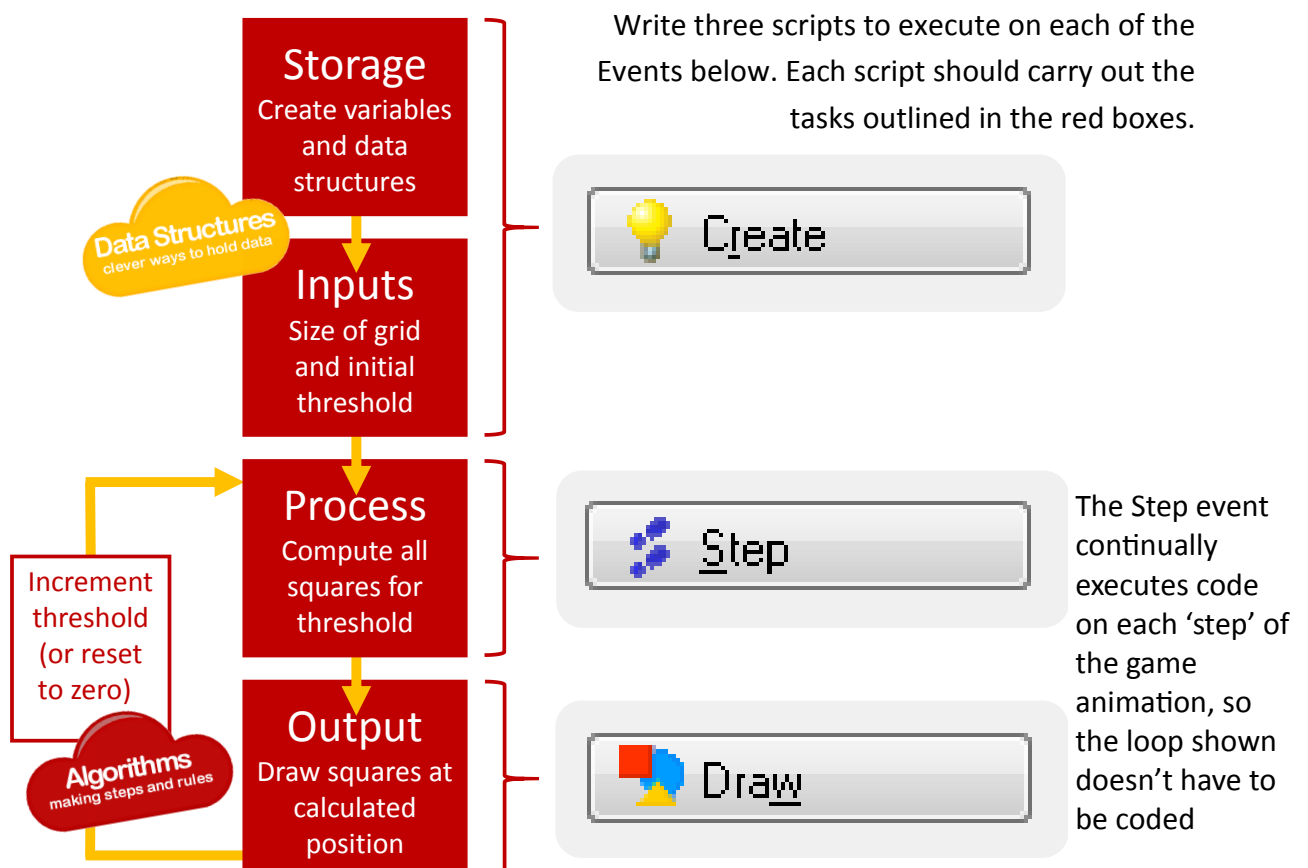 Write three scripts to execute on each of the
Events below. Each script should carry out the
tasks outlined in the red boxes.
Storage
Create variables
and data
structures
Data Structures
clever ways to hold data
Inputs
Size of grid
and initial
threshold
Create
Process
Compute all
squares for
threshold
Step
The Step event
continually
executes code
on each ‘step’ of
the game
animation, so
the loop shown
doesn’t have to
be coded
Increment
threshold
(or reset
to zero)
Algorithms
making steps and rules
Output
Draw squares at
calculated
position
Draw